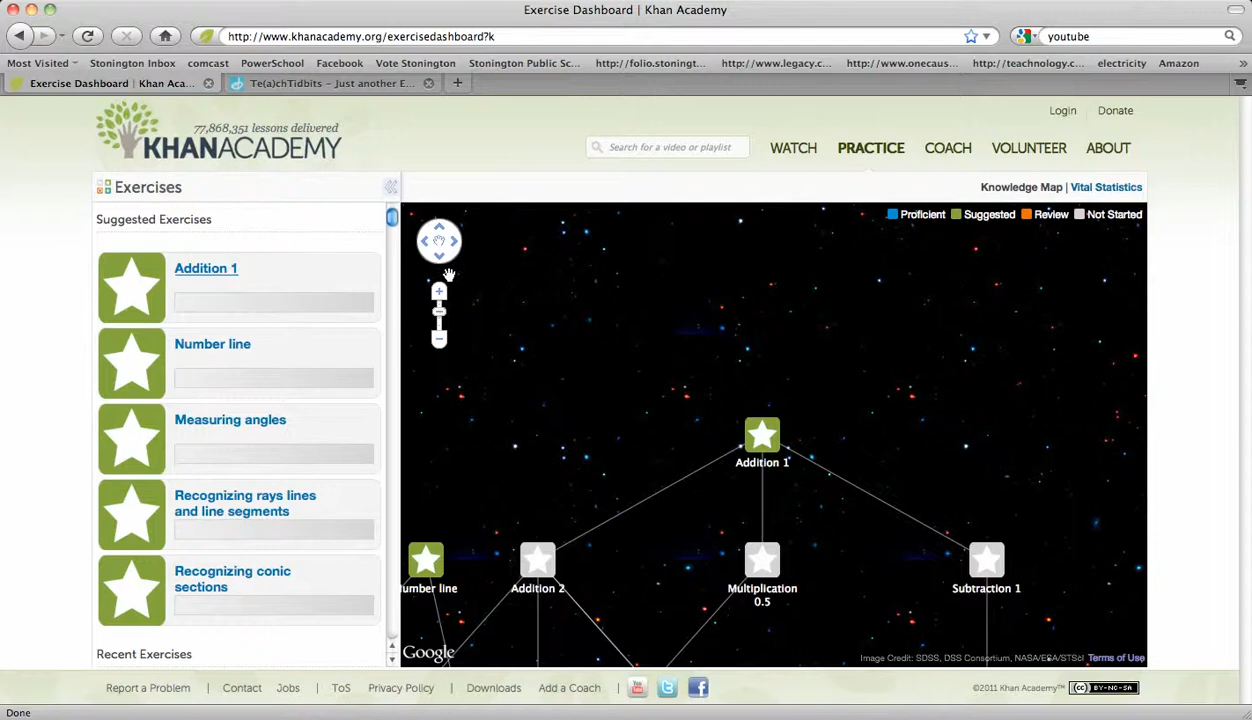 Exercise Dashboard | Khan Academy
http://www.khanacademy.org/exercisedashboard?k
youtube
Most Visited
Stonington Inbox
comcast
PowerSchool
Facebook
Vote Stonington
Stonington Public Sc...
http://folio.stoningt...
http://www.legacy.c...
http://www.onecaus...
http://teachnology.c...
electricity
Amazon
»
Exercise Dashboard | Khan Aca...
Te(a)chTidbits – Just another E...
77,868,351 lessons delivered
KHANACADEMY
Login
Donate
Search for a video or playlist
WATCH
PRACTICE
COACH
VOLUNTEER
ABOUT
Exercises
Knowledge Map | Vital Statistics
Suggested Exercises
Addition 1
Number line
Measuring angles
Recognizing rays lines
and line segments
Recognizing conic
sections
Recent Exercises
Proficient
Suggested
Review
Not Started
Addition 1
Number line
Addition 2
Multiplication
0.5
Subtraction 1
Google
Image Credit: SDSS, DSS Consortium, NASA/ESA/STScI
Terms of Use
Report a Problem | Contact Jobs | ToS Privacy Policy | Downloads Add a Coach |
©2011 Khan Academy™
cc BY-NC-SA
Done